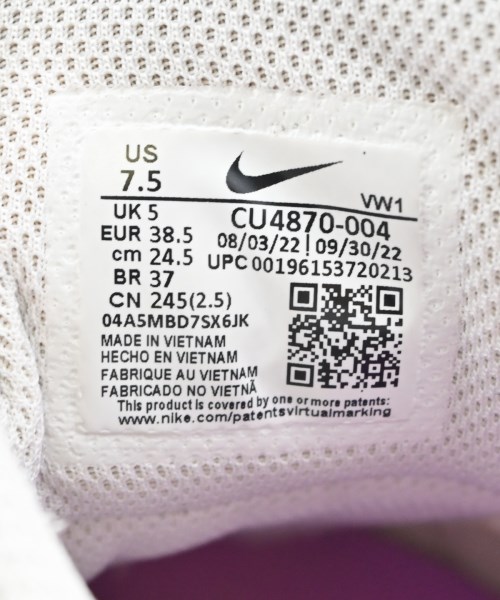 US
7.5
VW1
UK 5
EUR 38.5
cm 24.5
BR 37
CN 245(2.5)
CU4870-004
08/03/22 | 09/30/22
UPC 00196153720213
04A5MBD7SX6JK
MADE IN VIETNAM
HECHO EN VIETNAM
FABRIQUE AU VIETNAM
FABRICADO NO VIETNÃ
This product is covered by one or more patents:
www.nike.com/patentsvirtualmarking